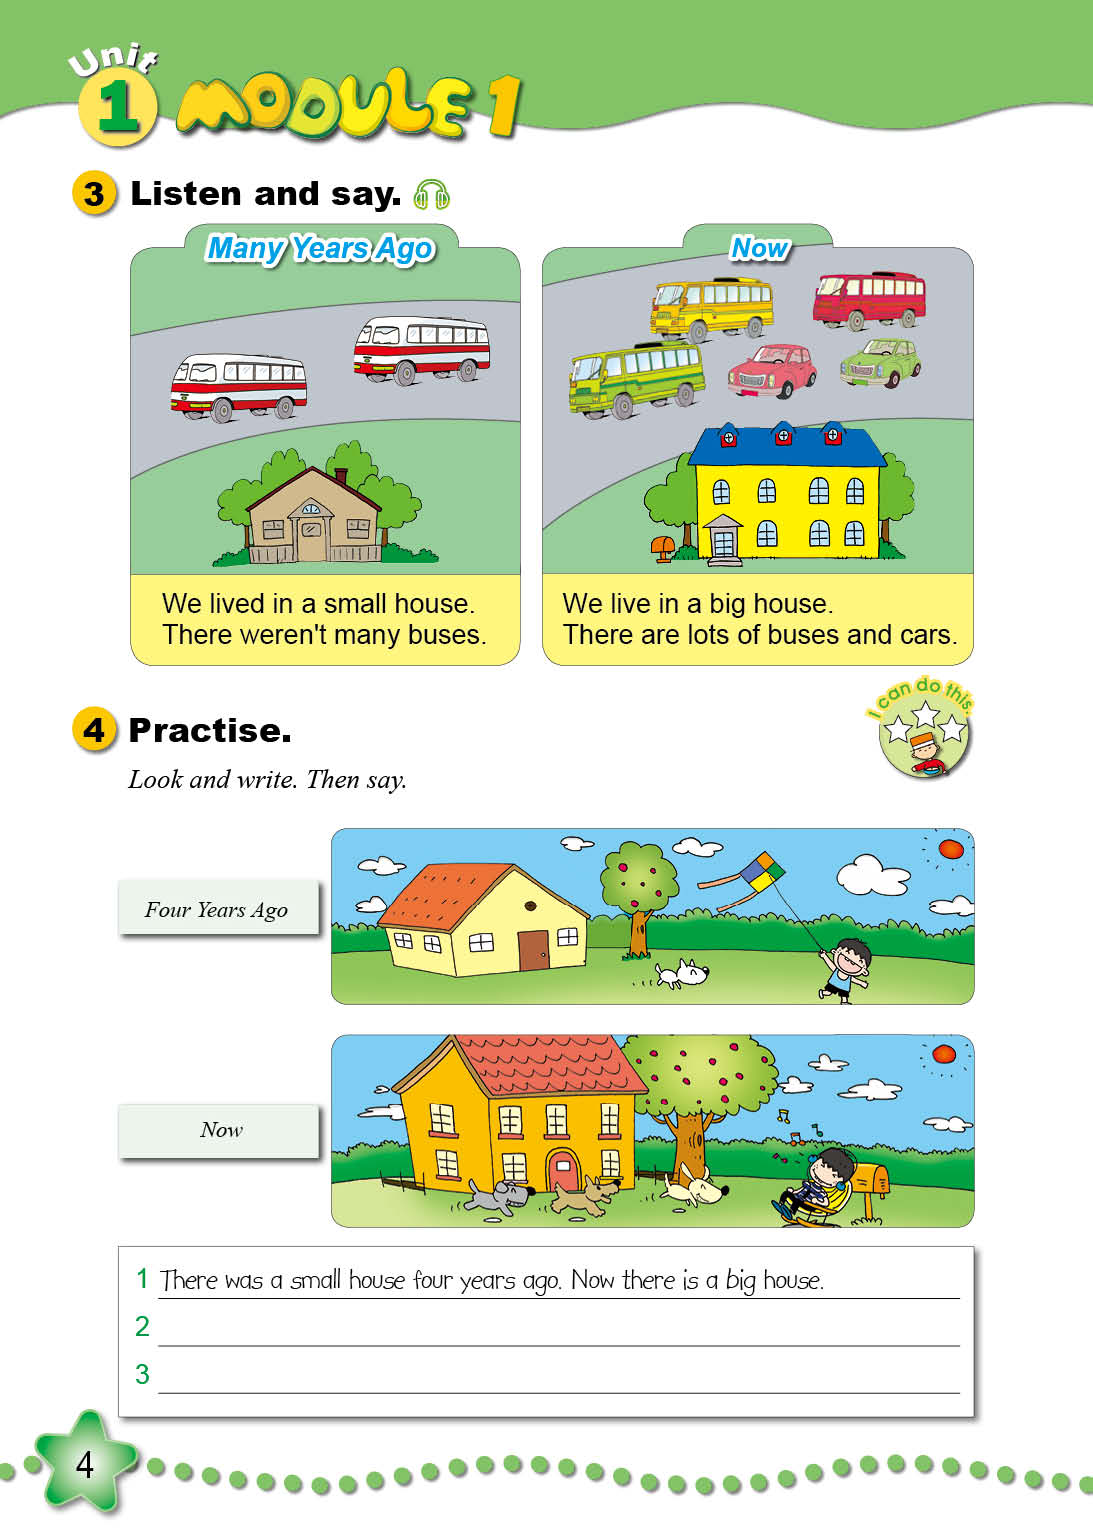 Unit
1 MODULE 1
3 Listen and say.
Many Years Ago
We lived in a small house.
There weren't many buses.
Now
We live in a big house.
There are lots of buses and cars.
I can do this.
4 Practise.
Look and write. Then say.
Four Years Ago
Now
1 There was a small house four years ago. Now there is a big house.
2
3
4